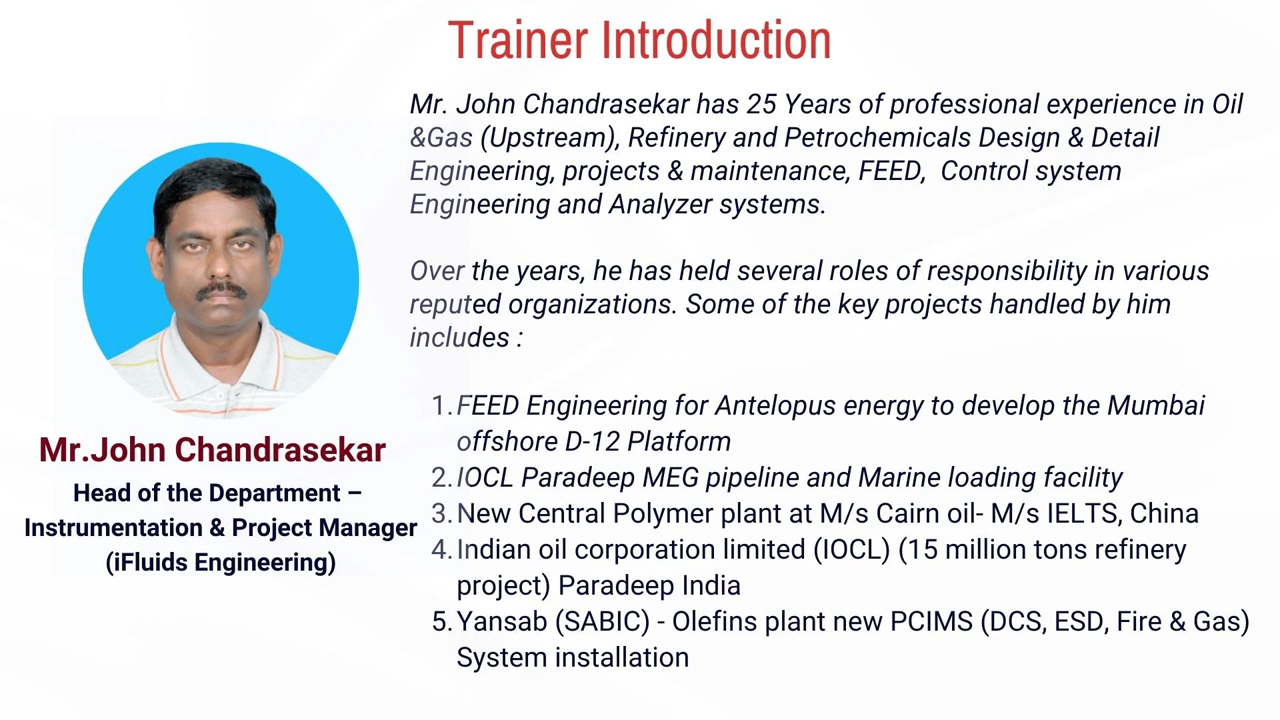 Trainer Introduction
Mr. John Chandrasekar has 25 Years of professional experience in Oil
&Gas (Upstream), Refinery and Petrochemicals Design & Detail
Engineering, projects & maintenance, FEED, Control system
Engineering and Analyzer systems.
Over the years, he has held several roles of responsibility in various
reputed organizations. Some of the key projects handled by him
includes :
1. FEED Engineering for Antelopus energy to develop the Mumbai
offshore D-12 Platform
2. IOCL Paradeep MEG pipeline and Marine loading facility
3. New Central Polymer plant at M/s Cairn oil- M/s IELTS, China
4. Indian oil corporation limited (IOCL) (15 million tons refinery
project) Paradeep India
5. Yansab (SABIC) - Olefins plant new PCIMS (DCS, ESD, Fire & Gas)
System installation
Mr.John Chandrasekar
Head of the Department –
Instrumentation & Project Manager
(iFluids Engineering)